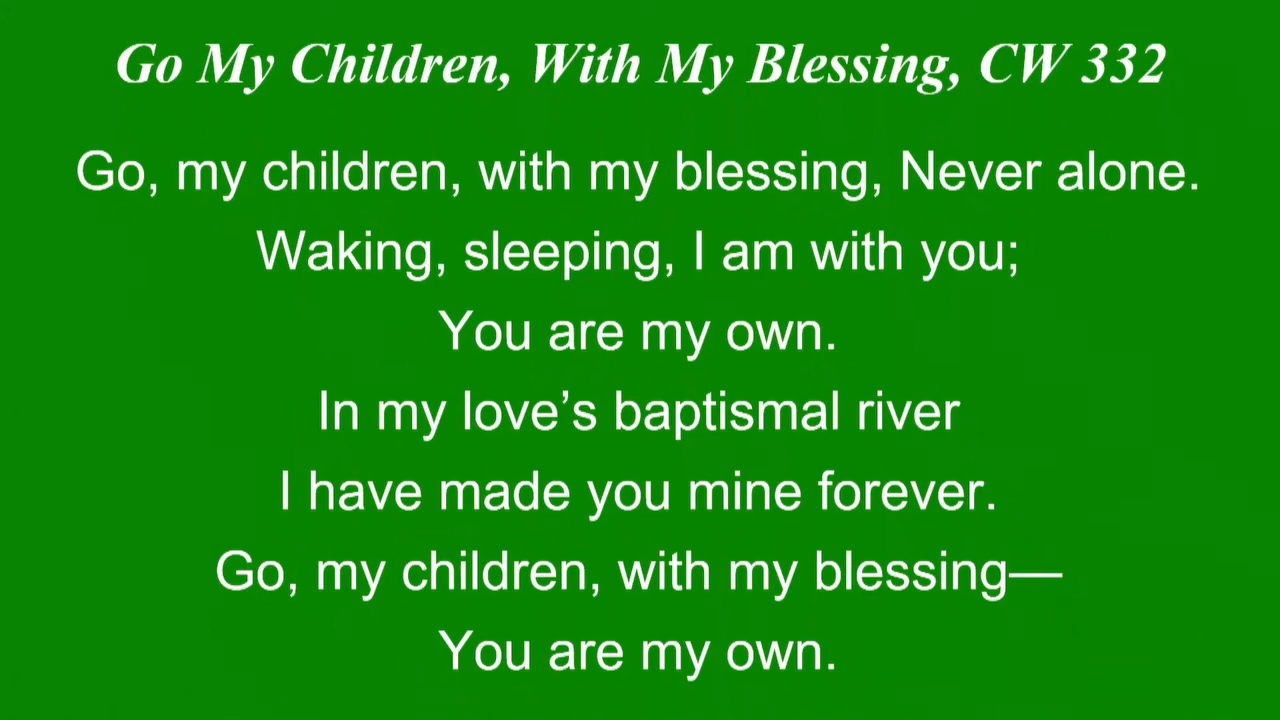 Go My Children, With My Blessing, CW 332
Go, my children, with my blessing, Never alone.
Waking, sleeping, I am with you;
You are my own.
In my love’s baptismal river
I have made you mine forever.
Go, my children, with my blessing—
You are my own.